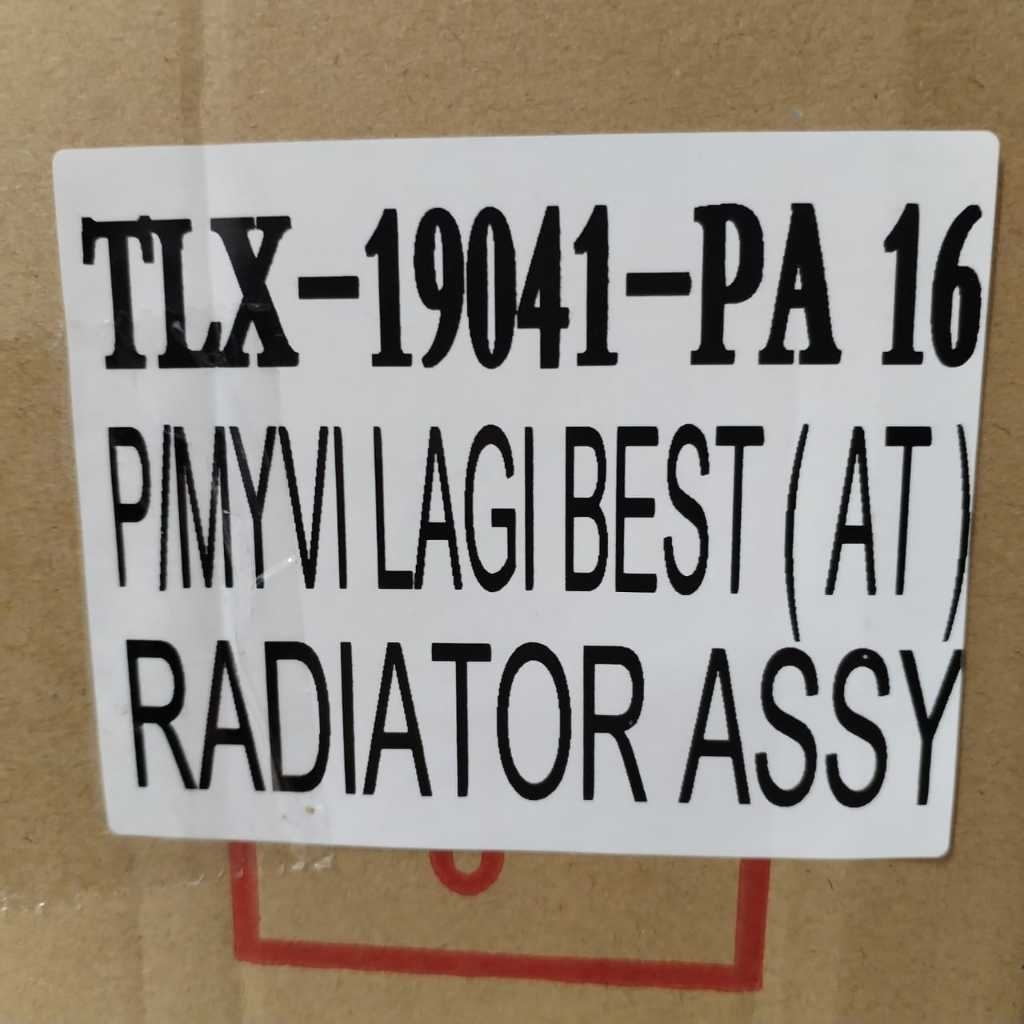 TLX-19041-PA 16
P/MYVI LAGI BEST ( AT )
RADIATOR ASSY